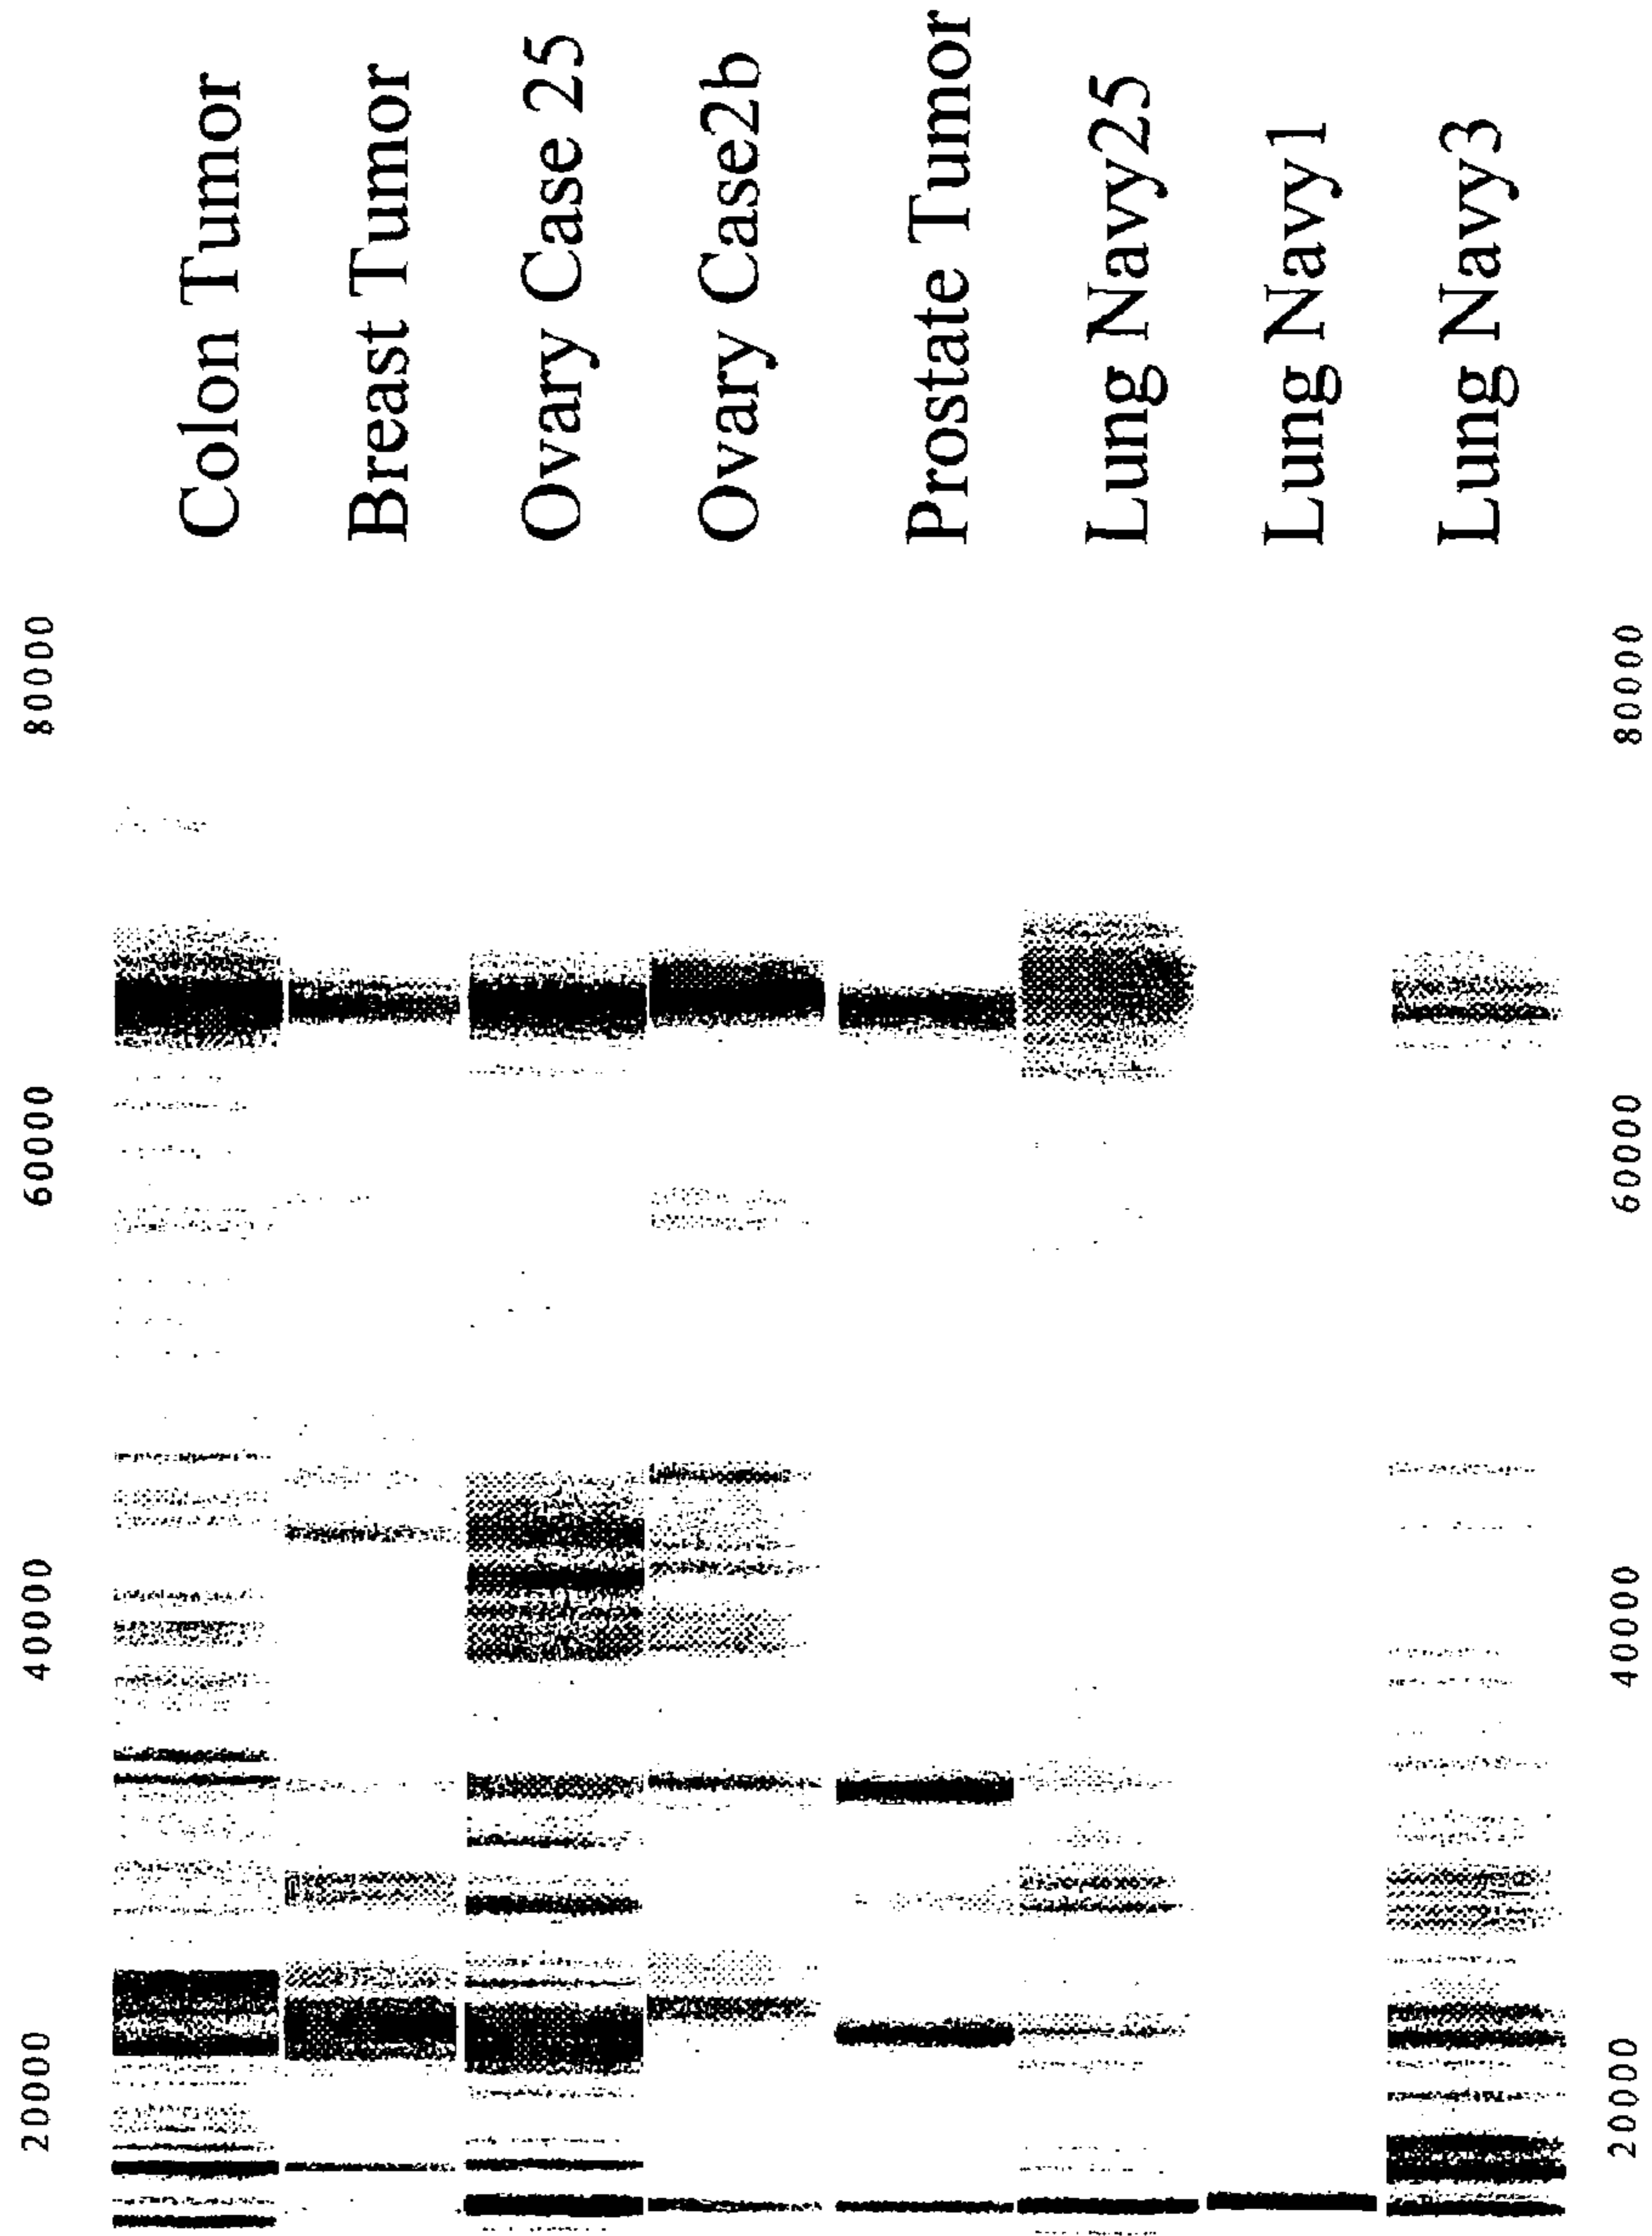 Colon Tumor
Breast Tumor
Ovary Case 25
Ovary Case2b
Prostate Tumor
Lung Navy25
Lung Navy1
Lung Navy3
80000
80000
60000
60000
40000
40000
20000
20000